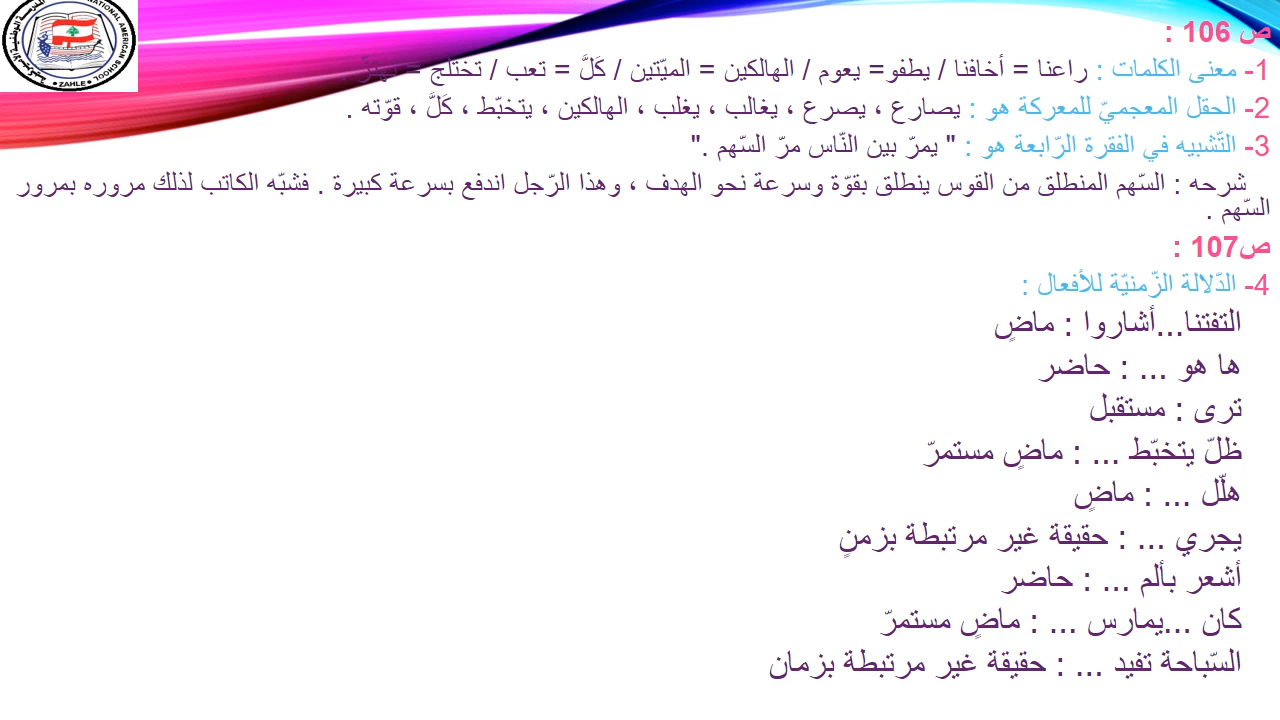 NATIONAL AMERICAN SCHOOL
ZAHLE
ص 106 :
1- معنى الكلمات : راعنا = أخافنا / يطفو= يعوم / الهالكين = الميّتين / كَلَّ = تعب / تختلج =
2- الحقل المعجميّ للمعركة هو : يصارع ، يصرع ، يغالب ، يغلب ، الهالكين ، يتخبّط ، كَلَّ ، قوّته .
3- التّشبيه في الفقرة الرّابعة هو : " يمرّ بين النّاس مرّ السّهم ."
شرحه : السّهم المنطلق من القوس ينطلق بقوّة وسرعة نحو الهدف ، وهذا الرّجل اندفع بسرعة كبيرة . فشبّه الكاتب لذلك مروره بمرور
السّهم .
ص107 :
4- الدّلالة الزّمنيّة للأفعال :
التفتنا...أشاروا : ماضٍ
ها هو ... : حاضر
ترى : مستقبل
ظلّ يتخبّط ... : ماضٍ مستمرّ
هلّل ... : ماضٍ
يجري ... : حقيقة غير مرتبطة بزمنٍ
أشعر بألم ... : حاضر
كان ...يمارس ... : ماضٍ مستمرّ
السّباحة تفيد ... : حقيقة غير مرتبطة بزمان